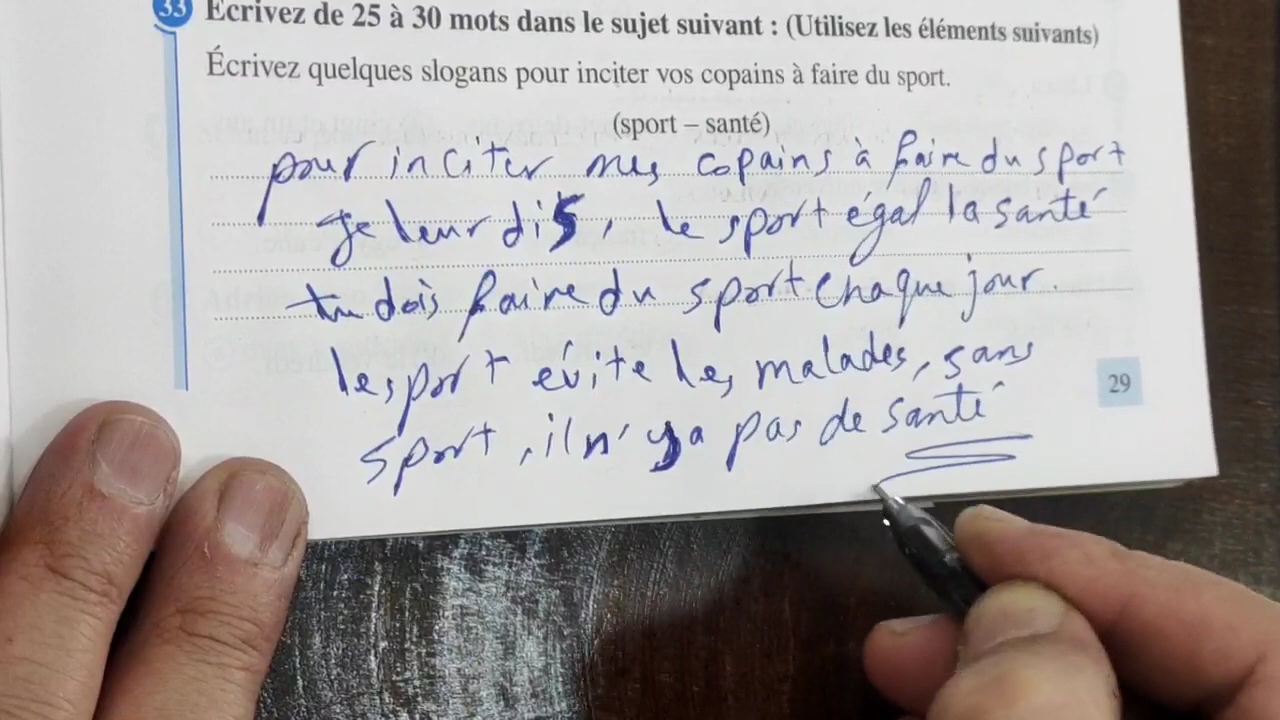 33 Écrivez de 25 à 30 mots dans le sujet suivant : (Utilisez les éléments suivants)
Écrivez quelques slogans pour inciter vos copains à faire du sport.
(sport – santé)
pour inciter mes copains à faire du sport
je leur dis, le sport égal la santé
tu dois faire du sport chaque jour.
le sport évite les malades, sans
sport, il n'ya pas de santé
29